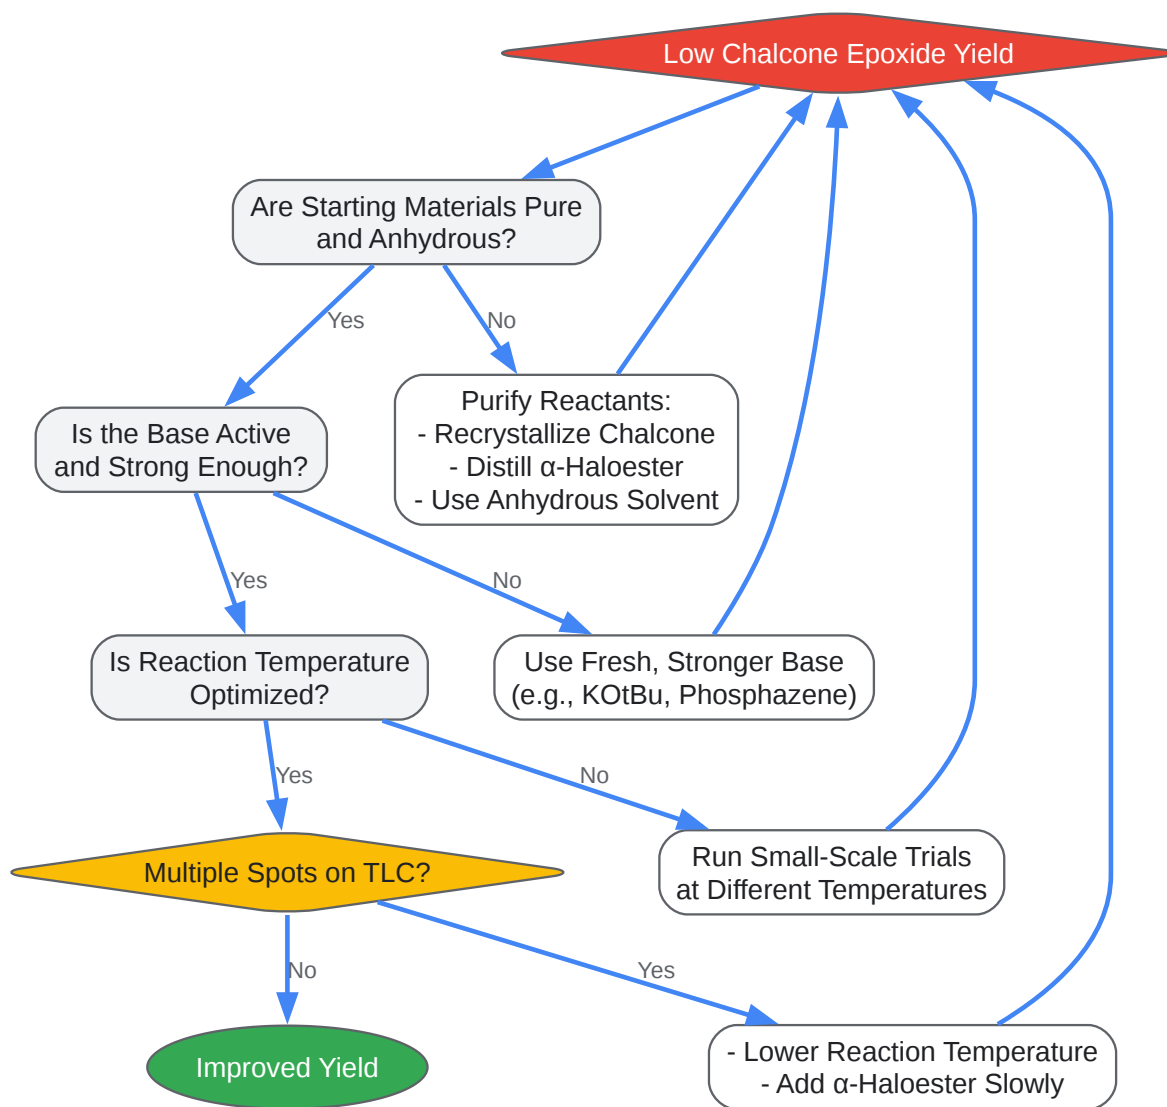 Low Chalcone Epoxide Yield
Are Starting Materials Pure
and Anhydrous?
Yes
No
Purify Reactants:
- Recrystallize Chalcone
- Distill α-Haloester
- Use Anhydrous Solvent
Is the Base Active
and Strong Enough?
Yes
No
Is Reaction Temperature
Optimized?
Use Fresh, Stronger Base
(e.g., KOtBu, Phosphazene)
Yes
No
Multiple Spots on TLC?
Run Small-Scale Trials
at Different Temperatures
No
Yes
Improved Yield
- Lower Reaction Temperature
- Add α-Haloester Slowly